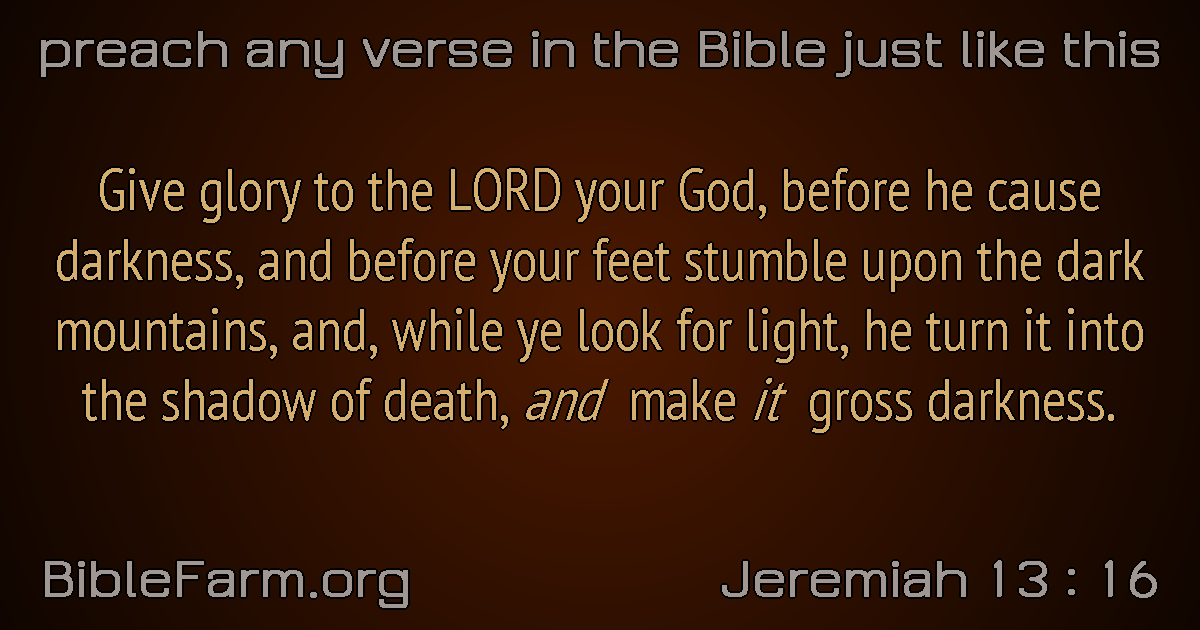 preach any verse in the Bible just like this
Give glory to the LORD your God, before he cause
darkness, and before your feet stumble upon the dark
mountains, and, while ye look for light, he turn it into
the shadow of death, and make it gross darkness.
BibleFarm.org
Jeremiah 13 : 16